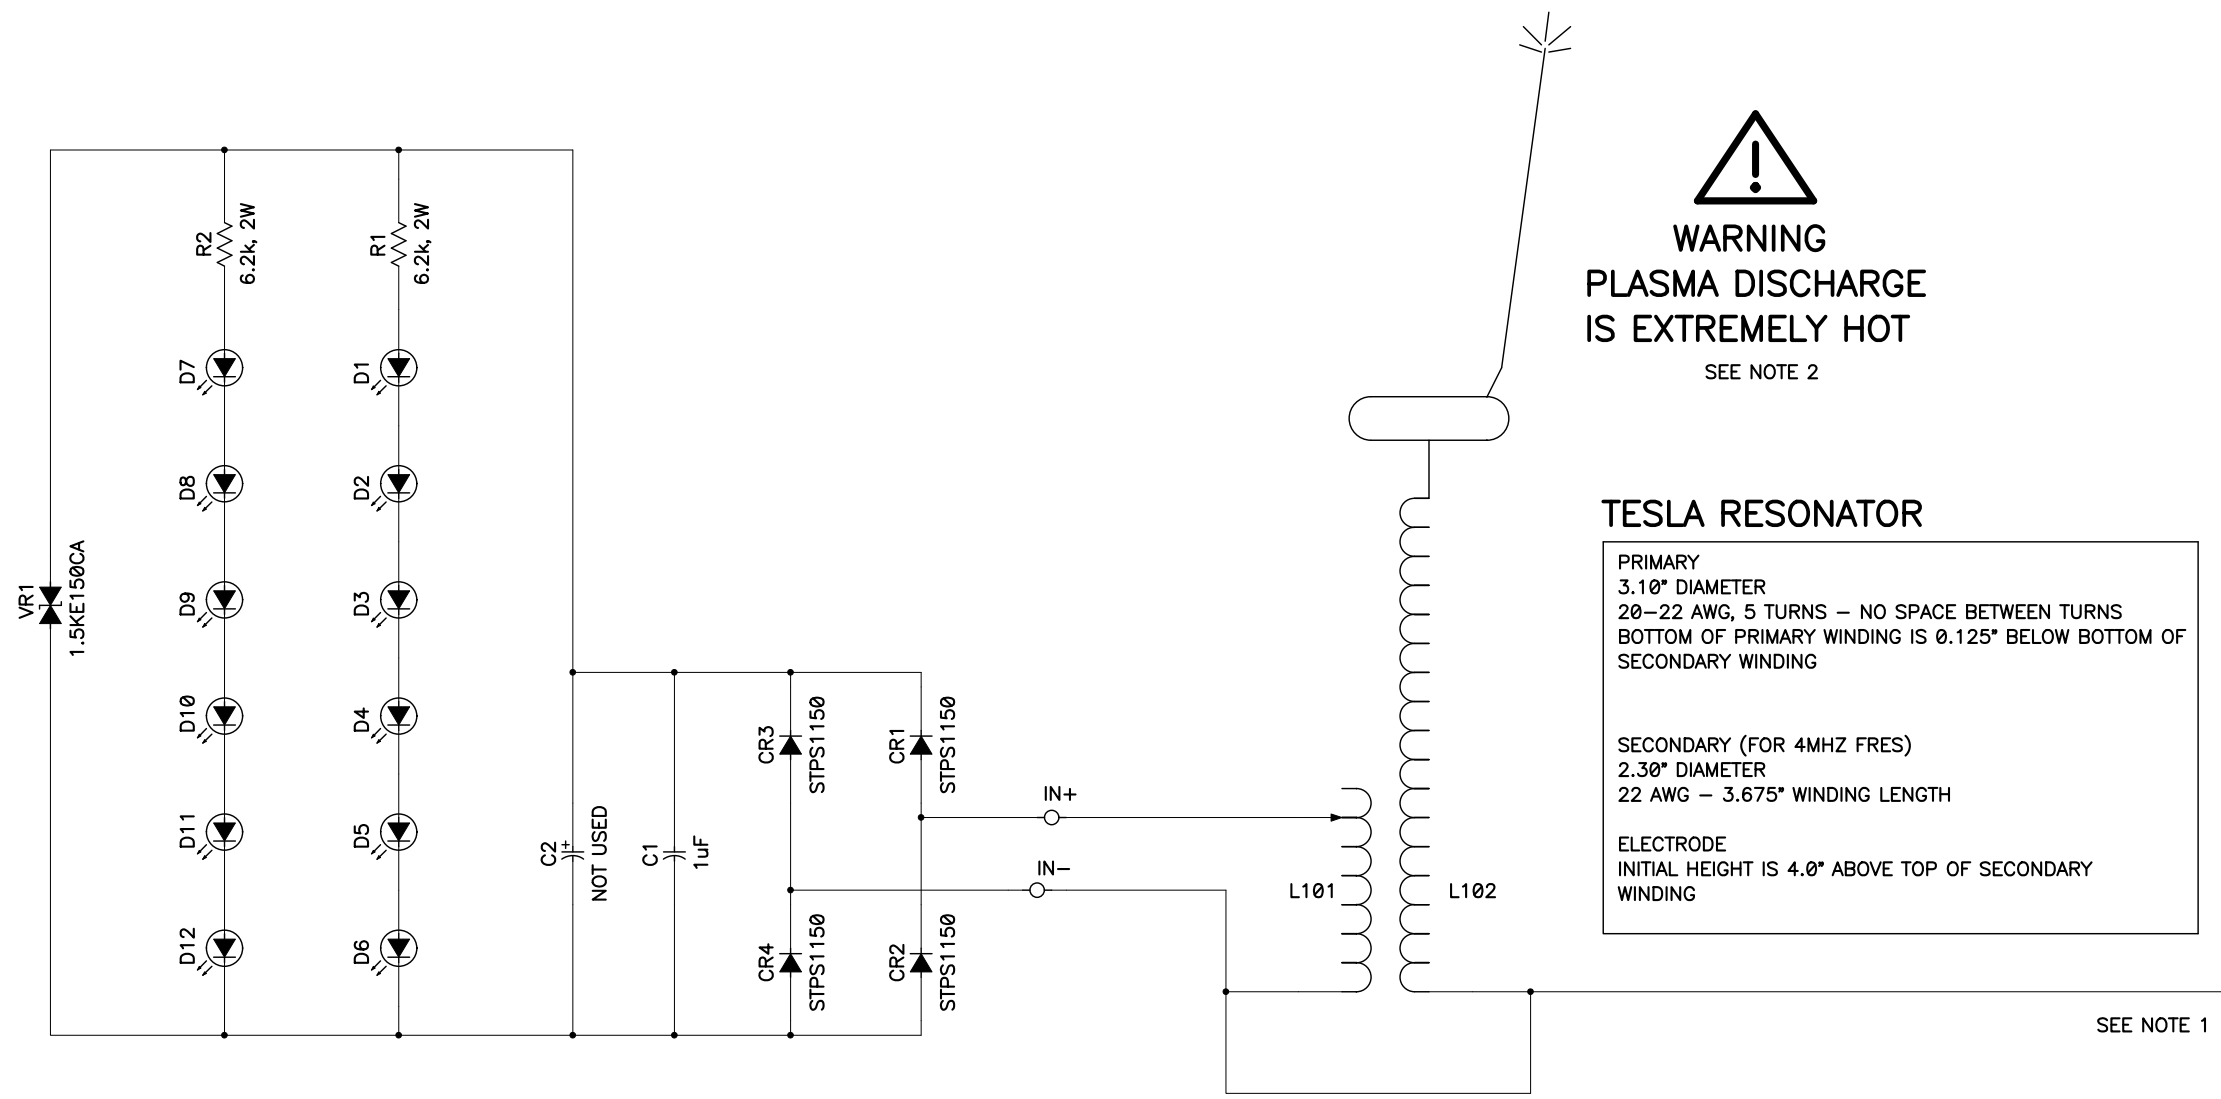 WARNING
PLASMA DISCHARGE
IS EXTREMELY HOT
SEE NOTE 2
R2
6.2k, 2W
R1
6.2k, 2W
D7
D1
D8
D2
VR1
1.5KE150CA
D9
D3
D10
D4
D11
D5
D12
D6
C2
+
NOT USED
C1
1uF
CR3
STPS1150
CR1
STPS1150
CR4
STPS1150
CR2
STPS1150
IN+
IN−
L101
L102
TESLA RESONATOR
PRIMARY
3.10" DIAMETER
20−22 AWG, 5 TURNS − NO SPACE BETWEEN TURNS
BOTTOM OF PRIMARY WINDING IS 0.125" BELOW BOTTOM OF
SECONDARY WINDING
SECONDARY (FOR 4MHZ FRES)
2.30" DIAMETER
22 AWG − 3.675" WINDING LENGTH
ELECTRODE
INITIAL HEIGHT IS 4.0" ABOVE TOP OF SECONDARY
WINDING
SEE NOTE 1